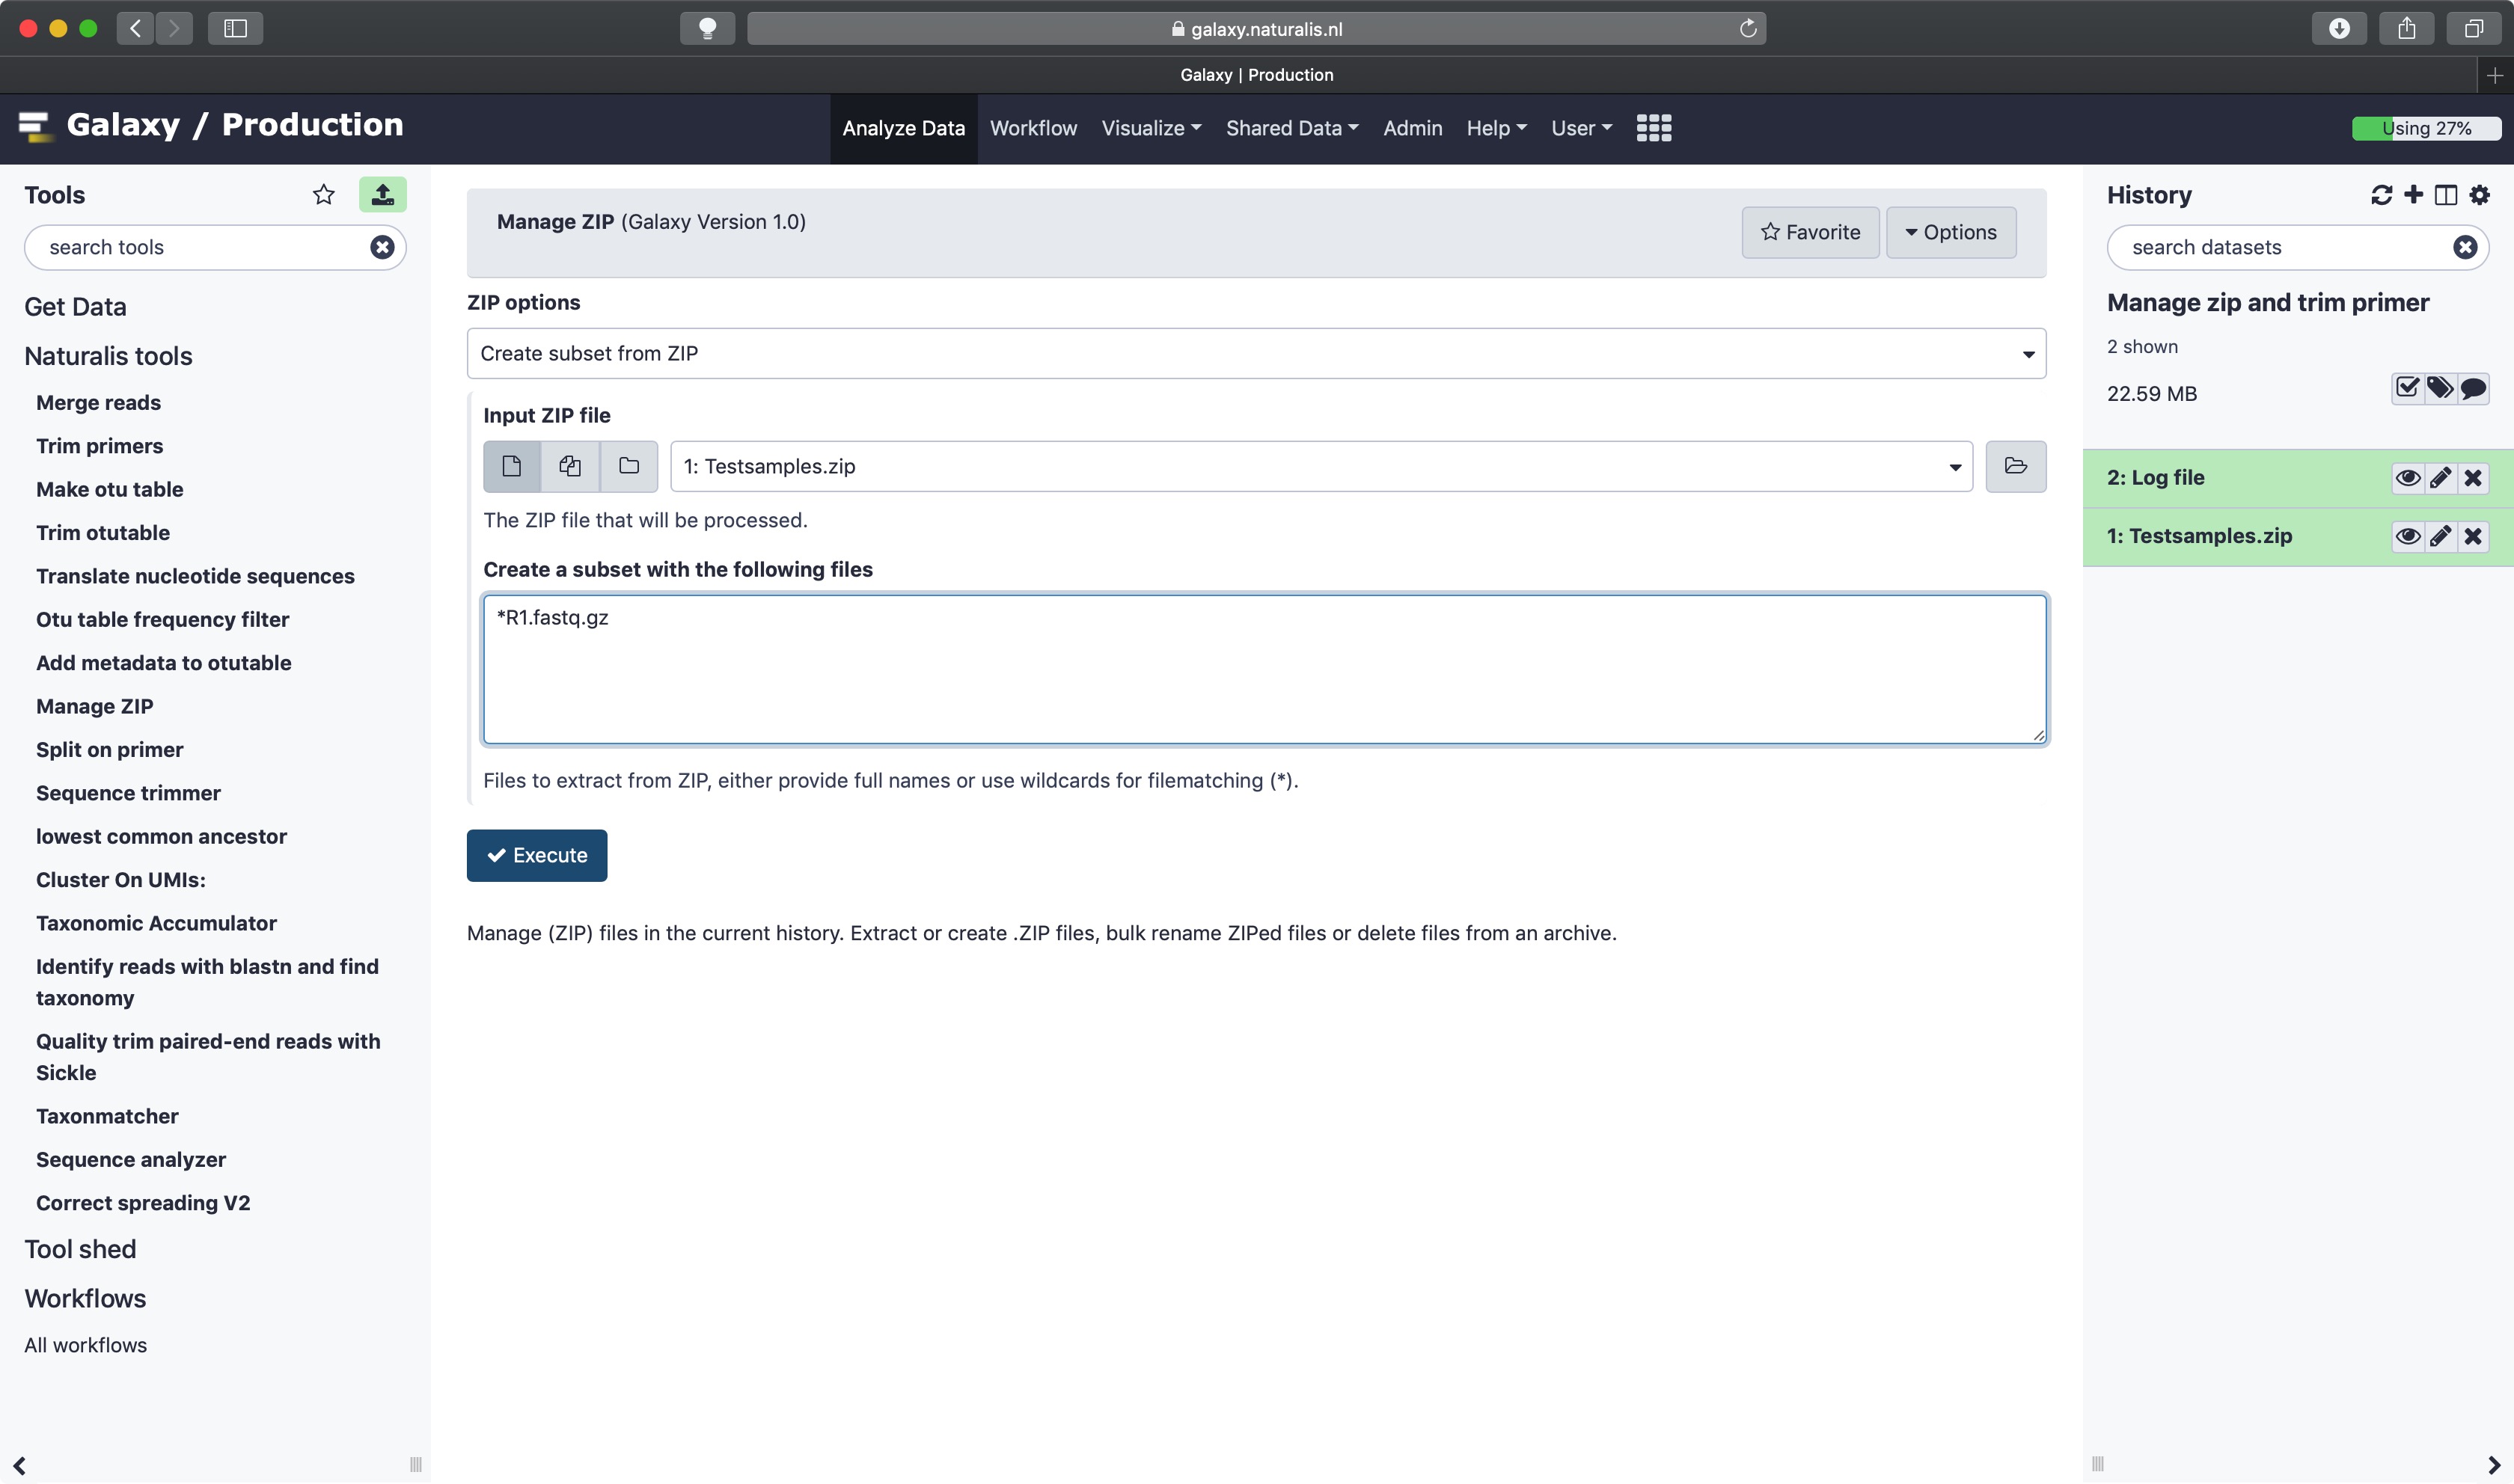 galaxy.naturalis.nl
Galaxy | Production
Galaxy / Production
Analyze Data Workflow Visualize Shared Data Admin Help User
Using 27%
Tools
search tools
Get Data
Naturalis tools
Merge reads
Trim primers
Make otu table
Trim otutable
Translate nucleotide sequences
Otu table frequency filter
Add metadata to otutable
Manage ZIP
Split on primer
Sequence trimmer
lowest common ancestor
Cluster On UMIs:
Taxonomic Accumulator
Identify reads with blastn and find
taxonomy
Quality trim paired-end reads with
Sickle
Taxonmatcher
Sequence analyzer
Correct spreading V2
Tool shed
Workflows
All workflows
Manage ZIP (Galaxy Version 1.0)
Favorite
Options
ZIP options
Create subset from ZIP
Input ZIP file
1: Testsamples.zip
The ZIP file that will be processed.
Create a subset with the following files
*R1.fastq.gz
Files to extract from ZIP, either provide full names or use wildcards for filematching (*).
Execute
Manage (ZIP) files in the current history. Extract or create .ZIP files, bulk rename ZIPed files or delete files from an archive.
History
search datasets
Manage zip and trim primer
2 shown
22.59 MB
2: Log file
1: Testsamples.zip